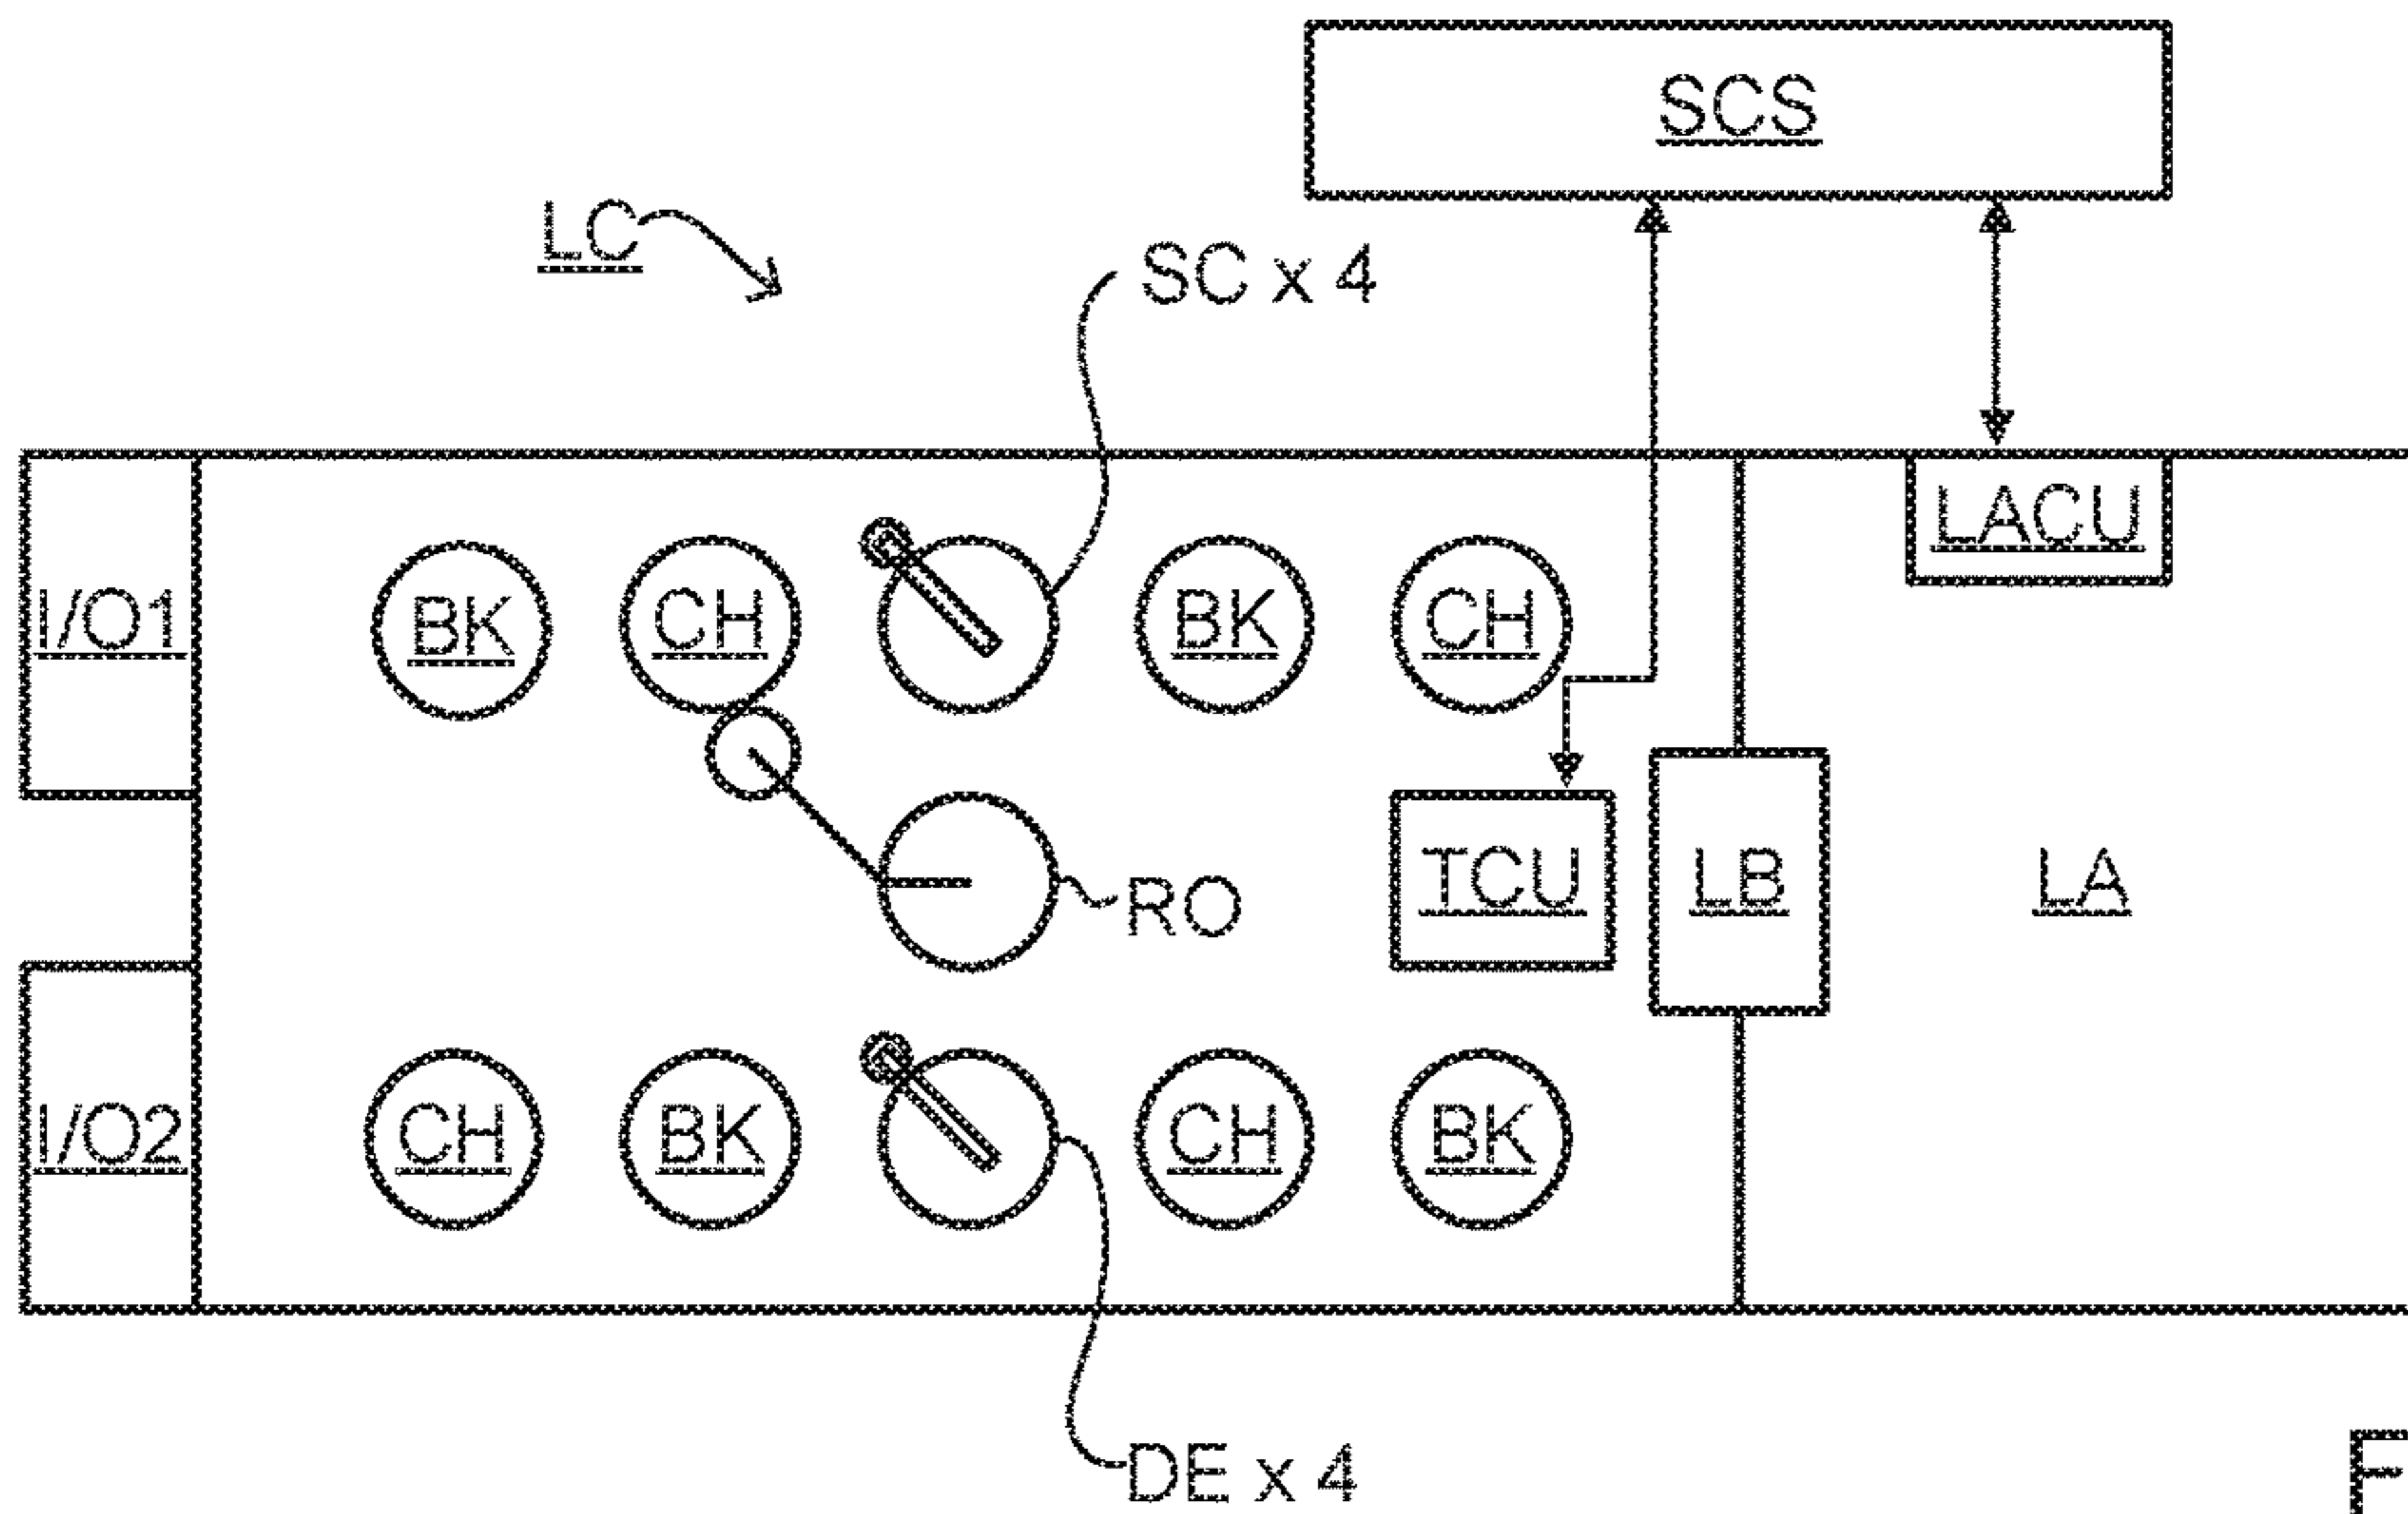 SCS
LC
SC x 4
LACU
I/O1
BK
CH
BK
CH
RO
TCU
LB
LA
I/O2
CH
BK
CH
BK
DE x 4
F